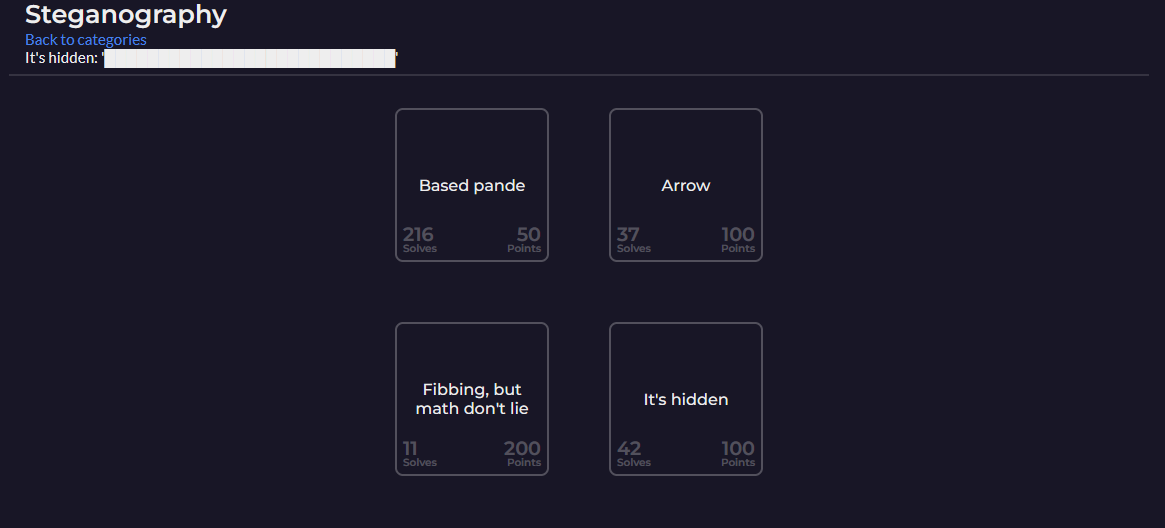 Steganography
Back to categories
It's hidden: '███████████████████████████'
Based pande
Arrow
216
50
37
100
Solves
Points
Solves
Points
Fibbing, but
math don't lie
It's hidden
11
200
42
100
Solves
Points
Solves
Points